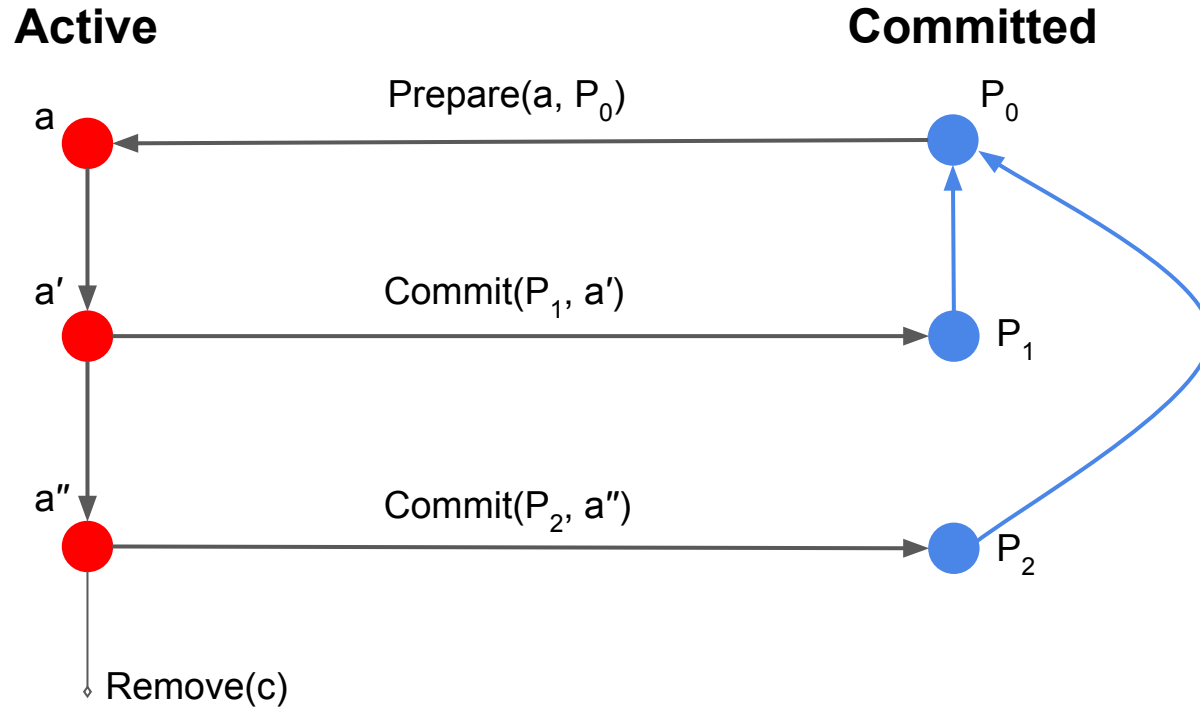 Active
Committed
Prepare(a, P₀)
a
P₀
Commit(P₁, a′)
a′
P₁
a″
Commit(P₂, a″)
P₂
Remove(c)